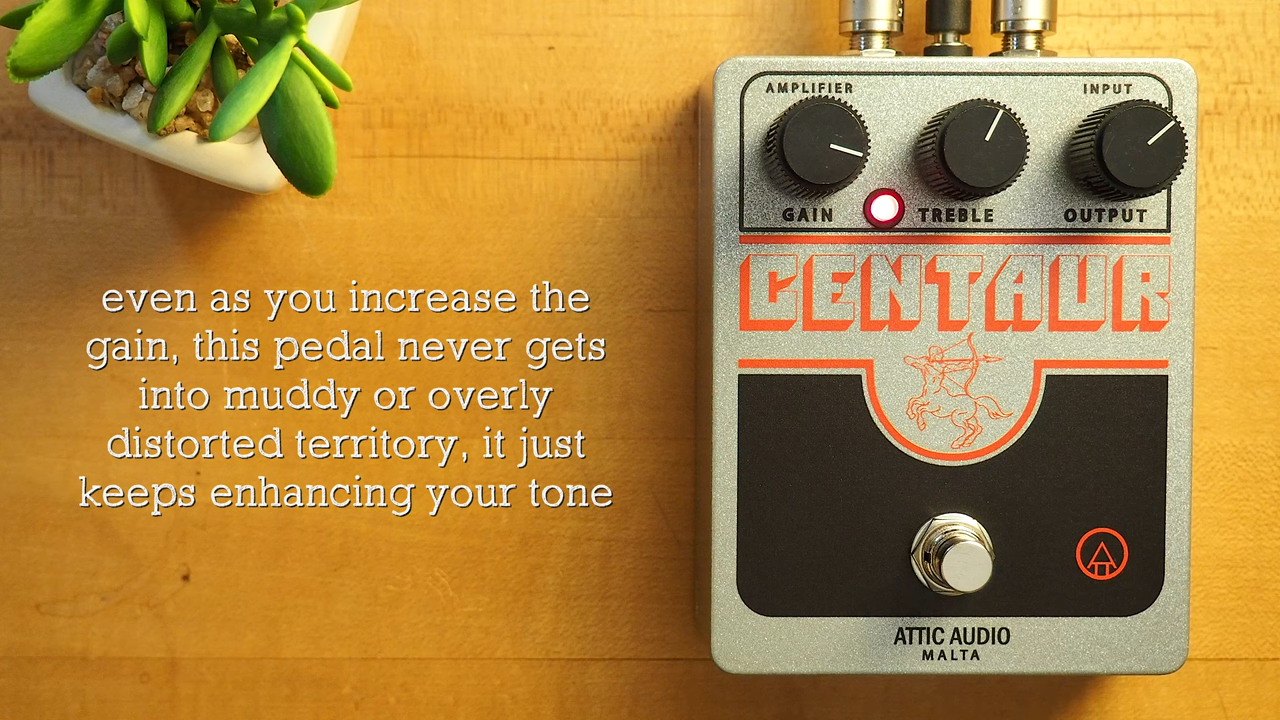 even as you increase the
gain, this pedal never gets
into muddy or overly
distorted territory, it just
keeps enhancing your tone
AMPLIFIER
INPUT
GAIN
TREBLE
OUTPUT
CENTAUR
ATTIC AUDIO
MALTA